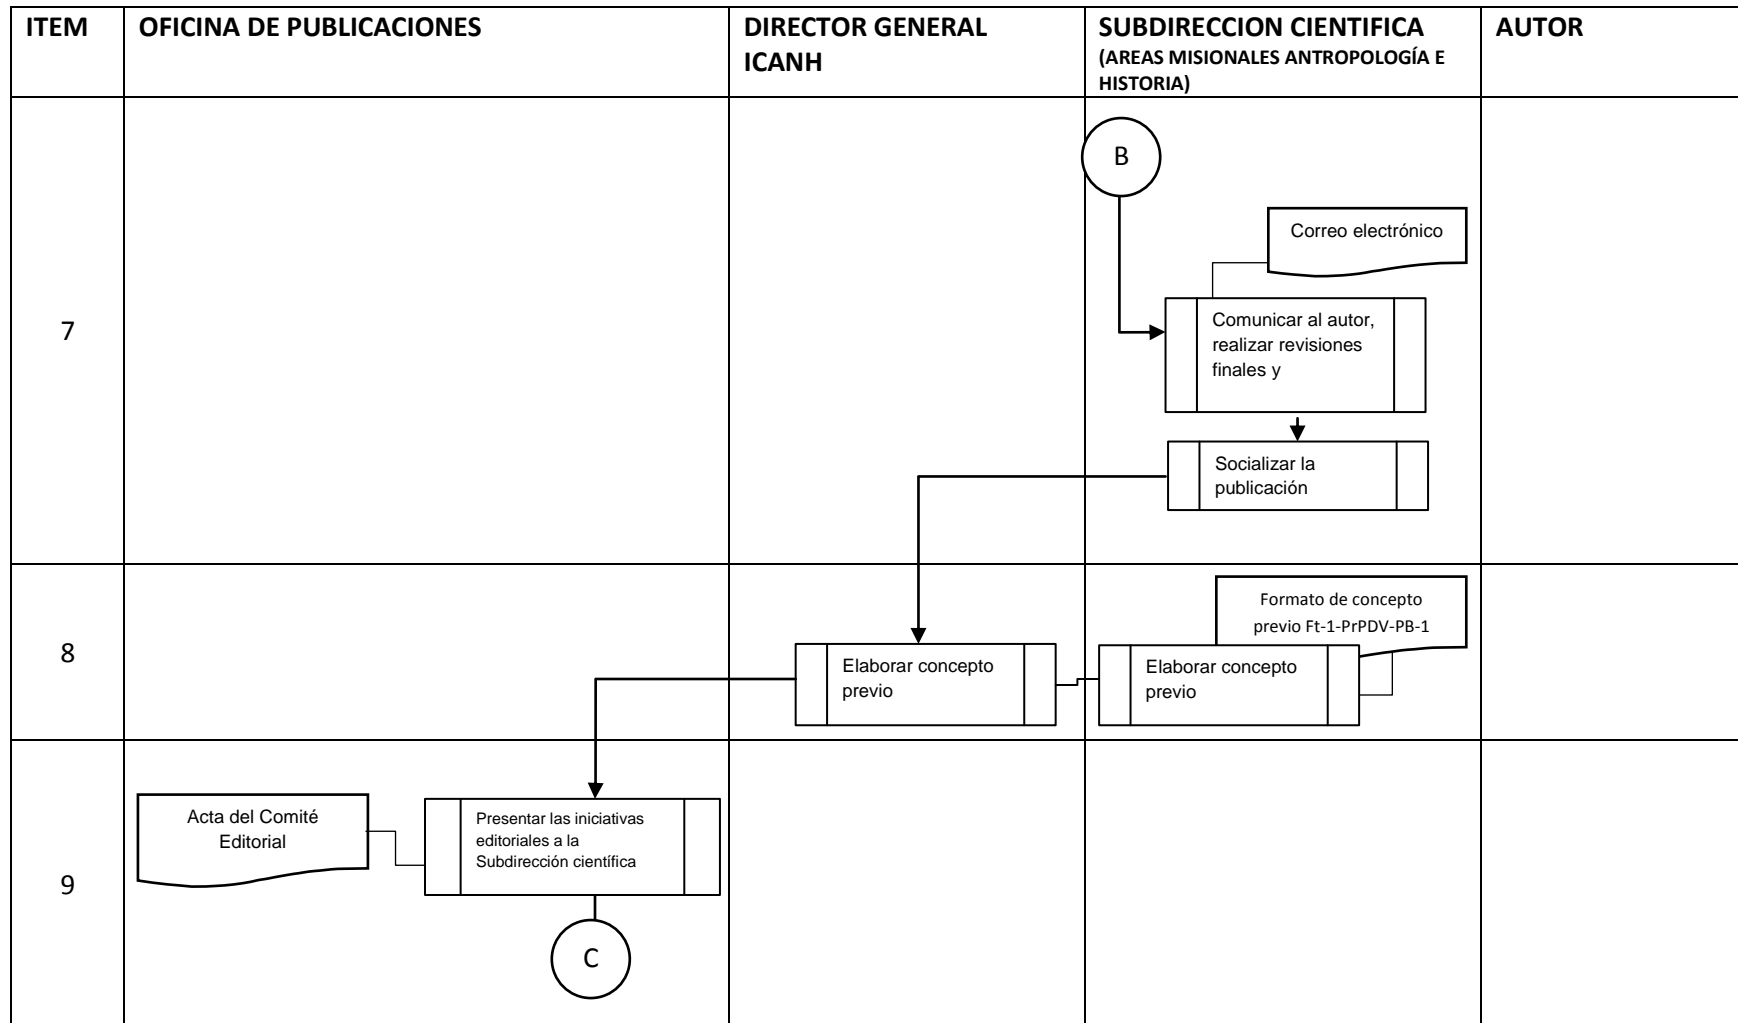 ITEM
OFICINA DE PUBLICACIONES
DIRECTOR GENERAL
ICANH
SUBDIRECCION CIENTIFICA
(AREAS MISIONALES ANTROPOLOGÍA E
HISTORIA)
AUTOR
B
Correo electrónico
7
Comunicar al autor,
realizar revisiones
finales y
Socializar la
publicación
8
Formato de concepto
previo Ft-1-PrPDV-PB-1
Elaborar concepto
previo
Elaborar concepto
previo
9
Acta del Comité
Editorial
Presentar las iniciativas
editoriales a la
Subdirección científica
C